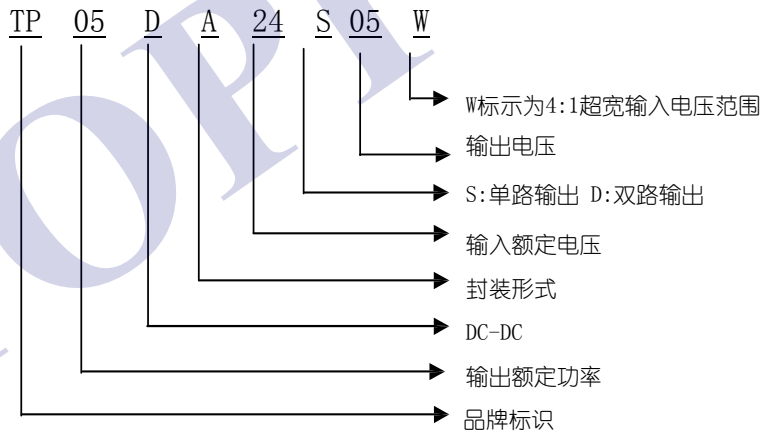 TP 05 D A 24 S 05 W
W标示为4:1超宽输入电压范围
输出电压
S:单路输出 D:双路输出
输入额定电压
封装形式
DC-DC
输出额定功率
品牌标识